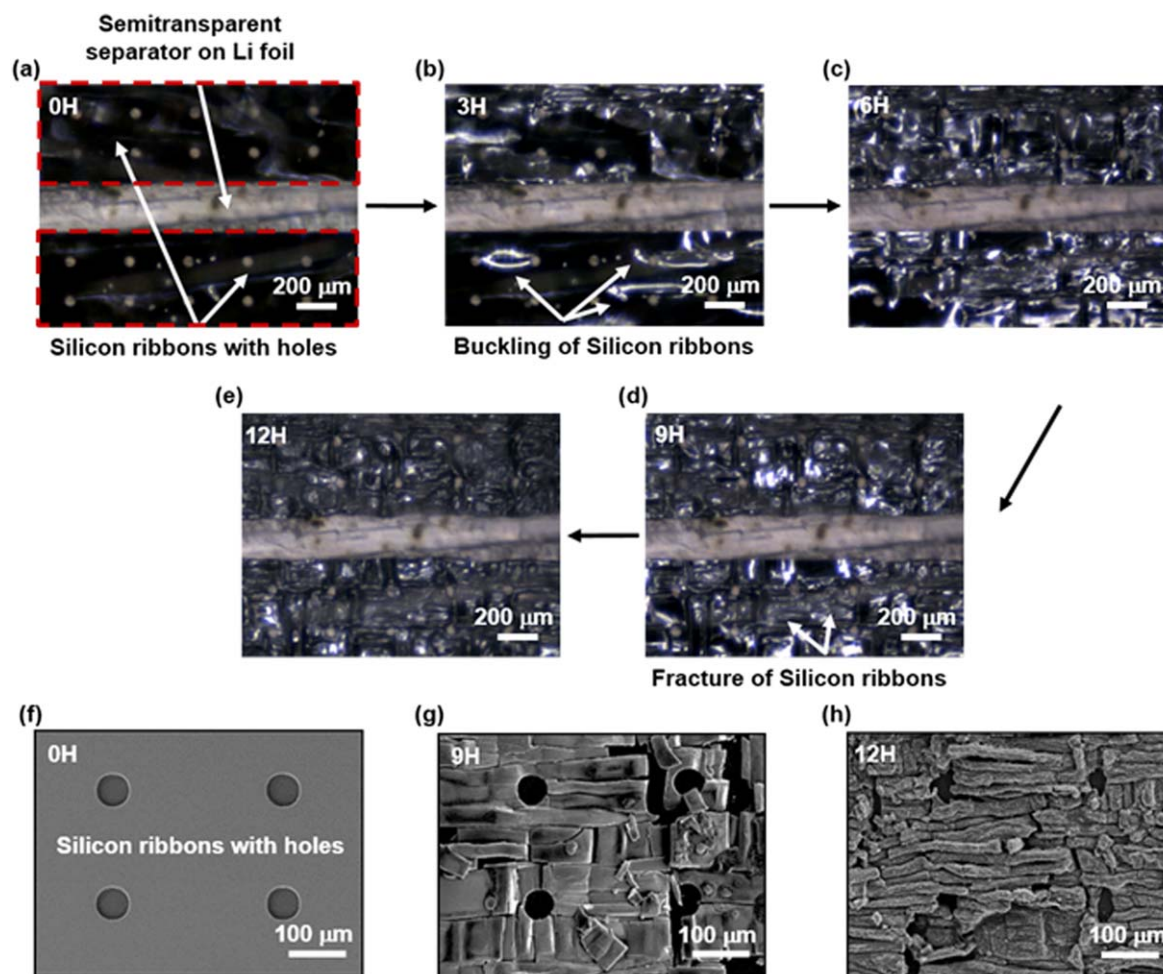 Semitransparent
separator on Li foil
(a)
0H
200 μm
Silicon ribbons with holes
(b)
3H
200 μm
Buckling of Silicon ribbons
(c)
6H
200 μm
(e)
12H
200 μm
(d)
9H
200 μm
Fracture of Silicon ribbons
(f)
0H
Silicon ribbons with holes
100 μm
(g)
9H
100 μm
(h)
12H
100 μm